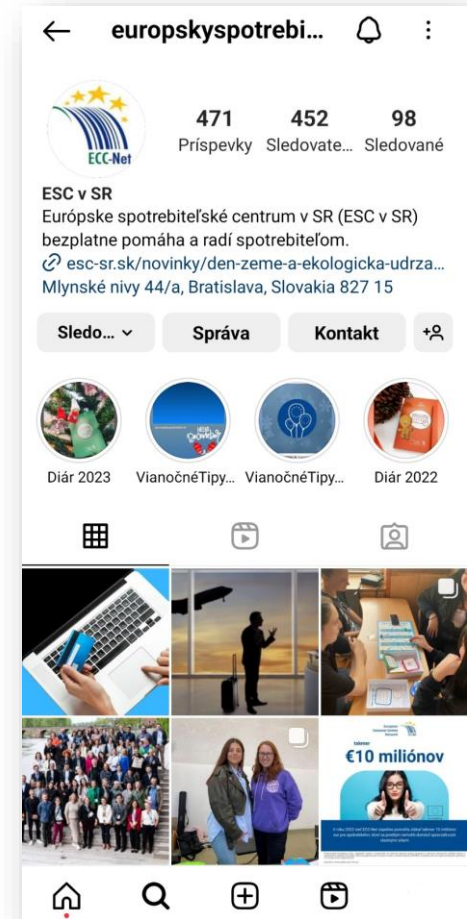 europskyspotrebi...
471 452 98
Príspevky Sledovate... Sledované
ECC-Net
ESC v SR
Európske spotrebiteľské centrum v SR (ESC v SR)
bezplatne pomáha a radí spotrebiteľom.
esc-sr.sk/novinky/den-zeme-a-ekologicka-udrza...
Mlynské nivy 44/a, Bratislava, Slovakia 827 15
Sledo... Správa Kontakt
Diár 2023 VianočnéTipy... VianočnéTipy... Diár 2022
takmer
€10 miliónov